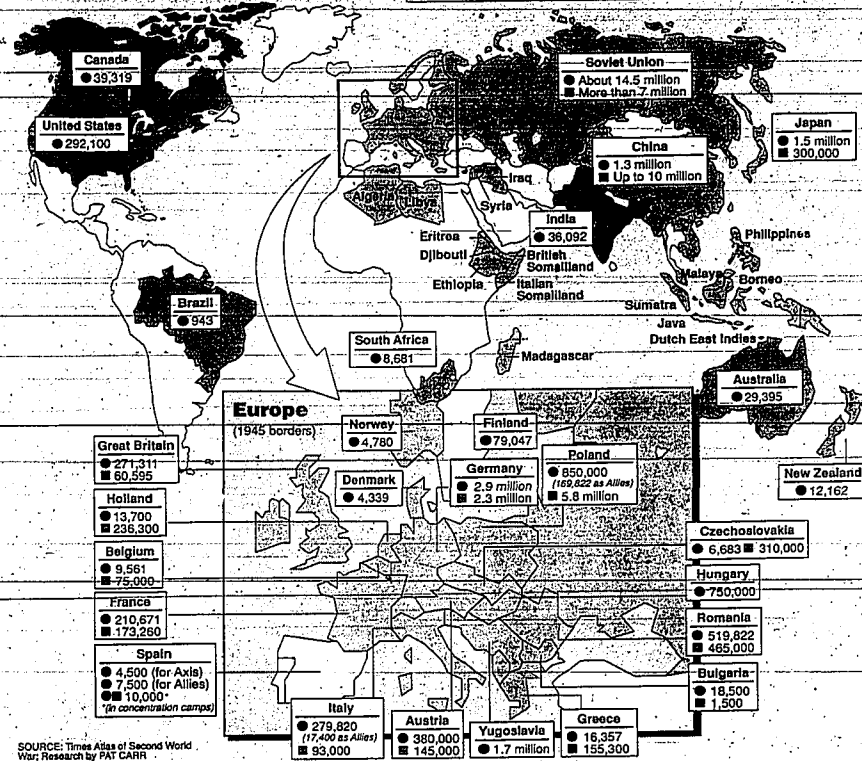 Canada
● 39,319
United States
● 292,100
Soviet Union
● About 14.5 million
■ More than 7 million
Japan
● 1.5 million
■ 300,000
China
● 1.3 million
■ Up to 10 million
Iraq
Algeria
Libya
Syria
India
● 36,092
Eritrea
Djibouti
British
Somaliland
Ethiopia
Italian
Somaliland
Philippines
Malaya
Borneo
Sumatra
Java
Dutch East Indies
Brazil
● 943
South Africa
● 8,681
Madagascar
Australia
● 29,395
New Zealand
● 12,162
Europe
(1945 borders)
Norway
● 4,780
Finland
● 79,047
Great Britain
● 271,311
■ 60,595
Denmark
● 4,339
Germany
● 2.9 million
■ 2.3 million
Poland
● 850,000
(169,822 as Allies)
■ 5.8 million
Holland
● 13,700
■ 236,300
Belgium
● 9,561
■ 75,000
France
● 210,671
■ 173,260
Spain
● 4,500 (for Axis)
● 7,500 (for Allies)
●■ 10,000*
*(in concentration camps)
Czechoslovakia
● 6,683 ■ 310,000
Hungary
● 750,000
Romania
● 519,822
■ 465,000
Bulgaria
● 18,500
■ 1,500
Italy
● 279,820
(17,400 as Allies)
■ 93,000
Austria
● 380,000
■ 145,000
Yugoslavia
● 1.7 million
Greece
● 16,357
■ 155,300
SOURCE: Times Atlas of Second World
War; Research by PAT CARR